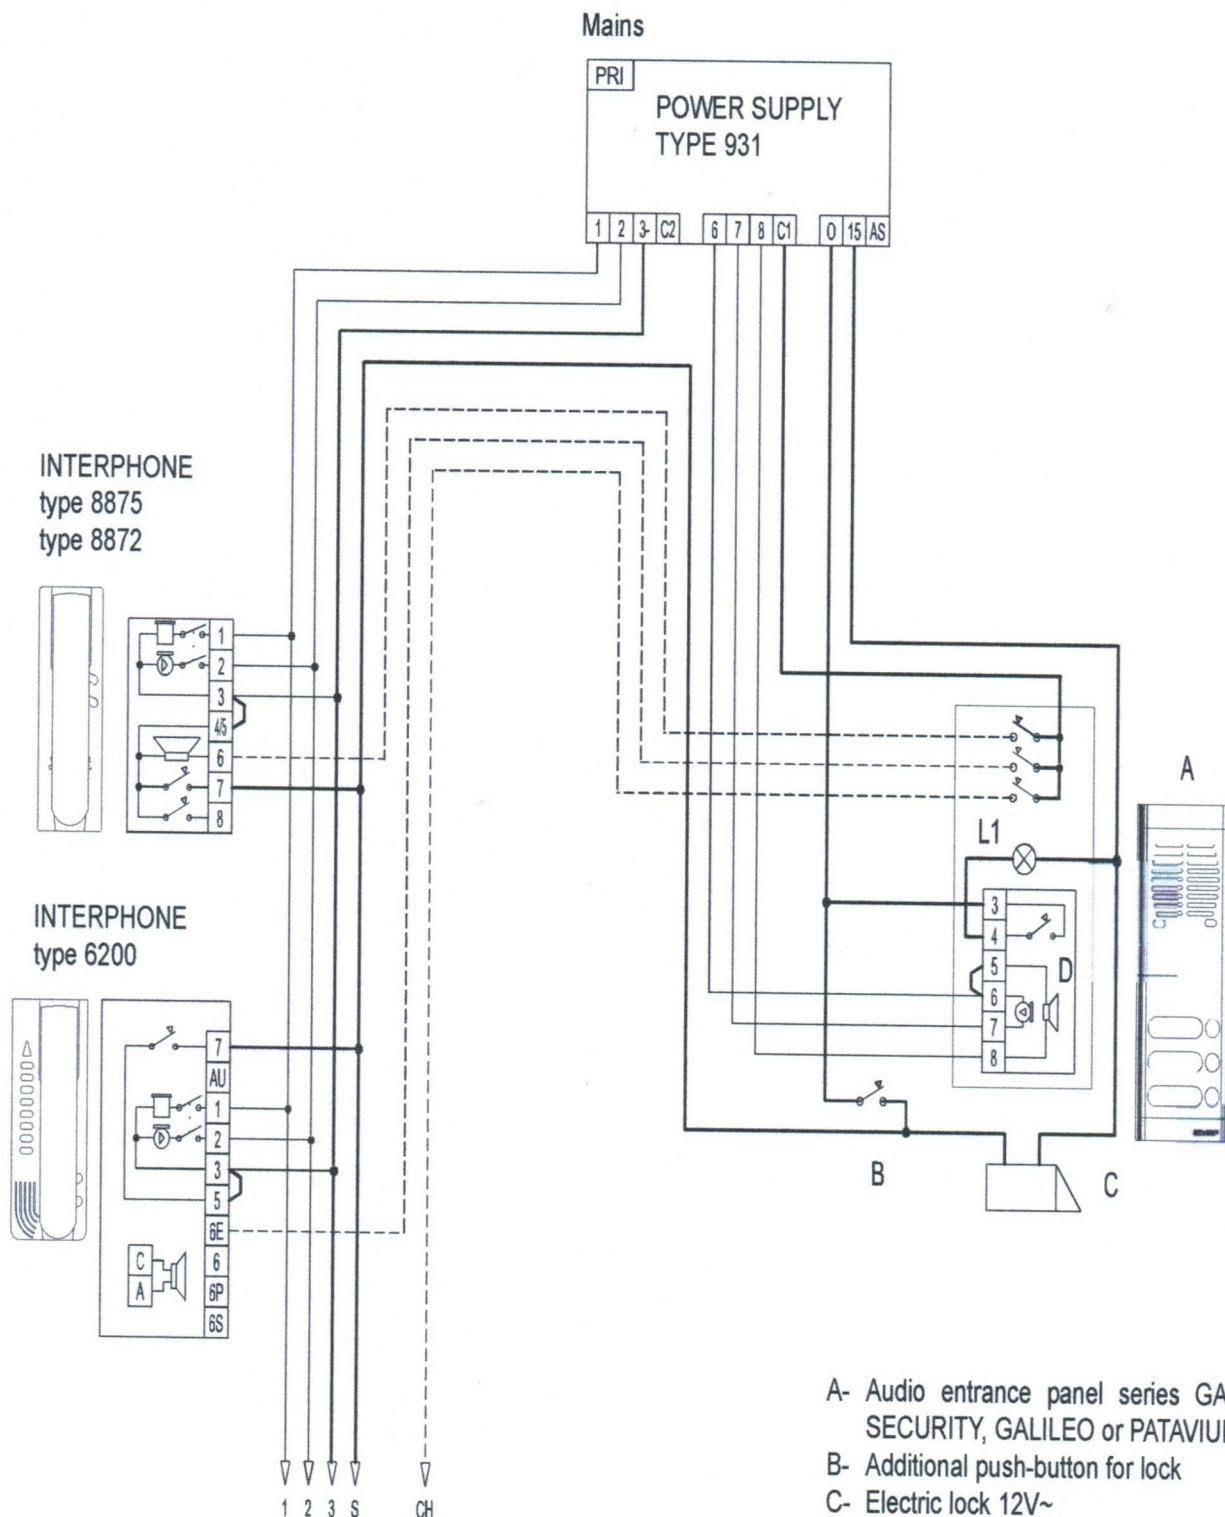 Mains
PRI
POWER SUPPLY
TYPE 931
1 2 3- C2 6 7 8 C1 0 15 AS
INTERPHONE
type 8875
type 8872
1
2
3
4/5
6
7
8
A
L1
3
4
5
D
6
7
8
INTERPHONE
type 6200
7
AU
1
2
3
5
6E
C
6
A
6P
6S
B
C
A- Audio entrance panel series GA
SECURITY, GALILEO or PATAVIU
B- Additional push-button for lock
C- Electric lock 12V~
1 2 3 S CH